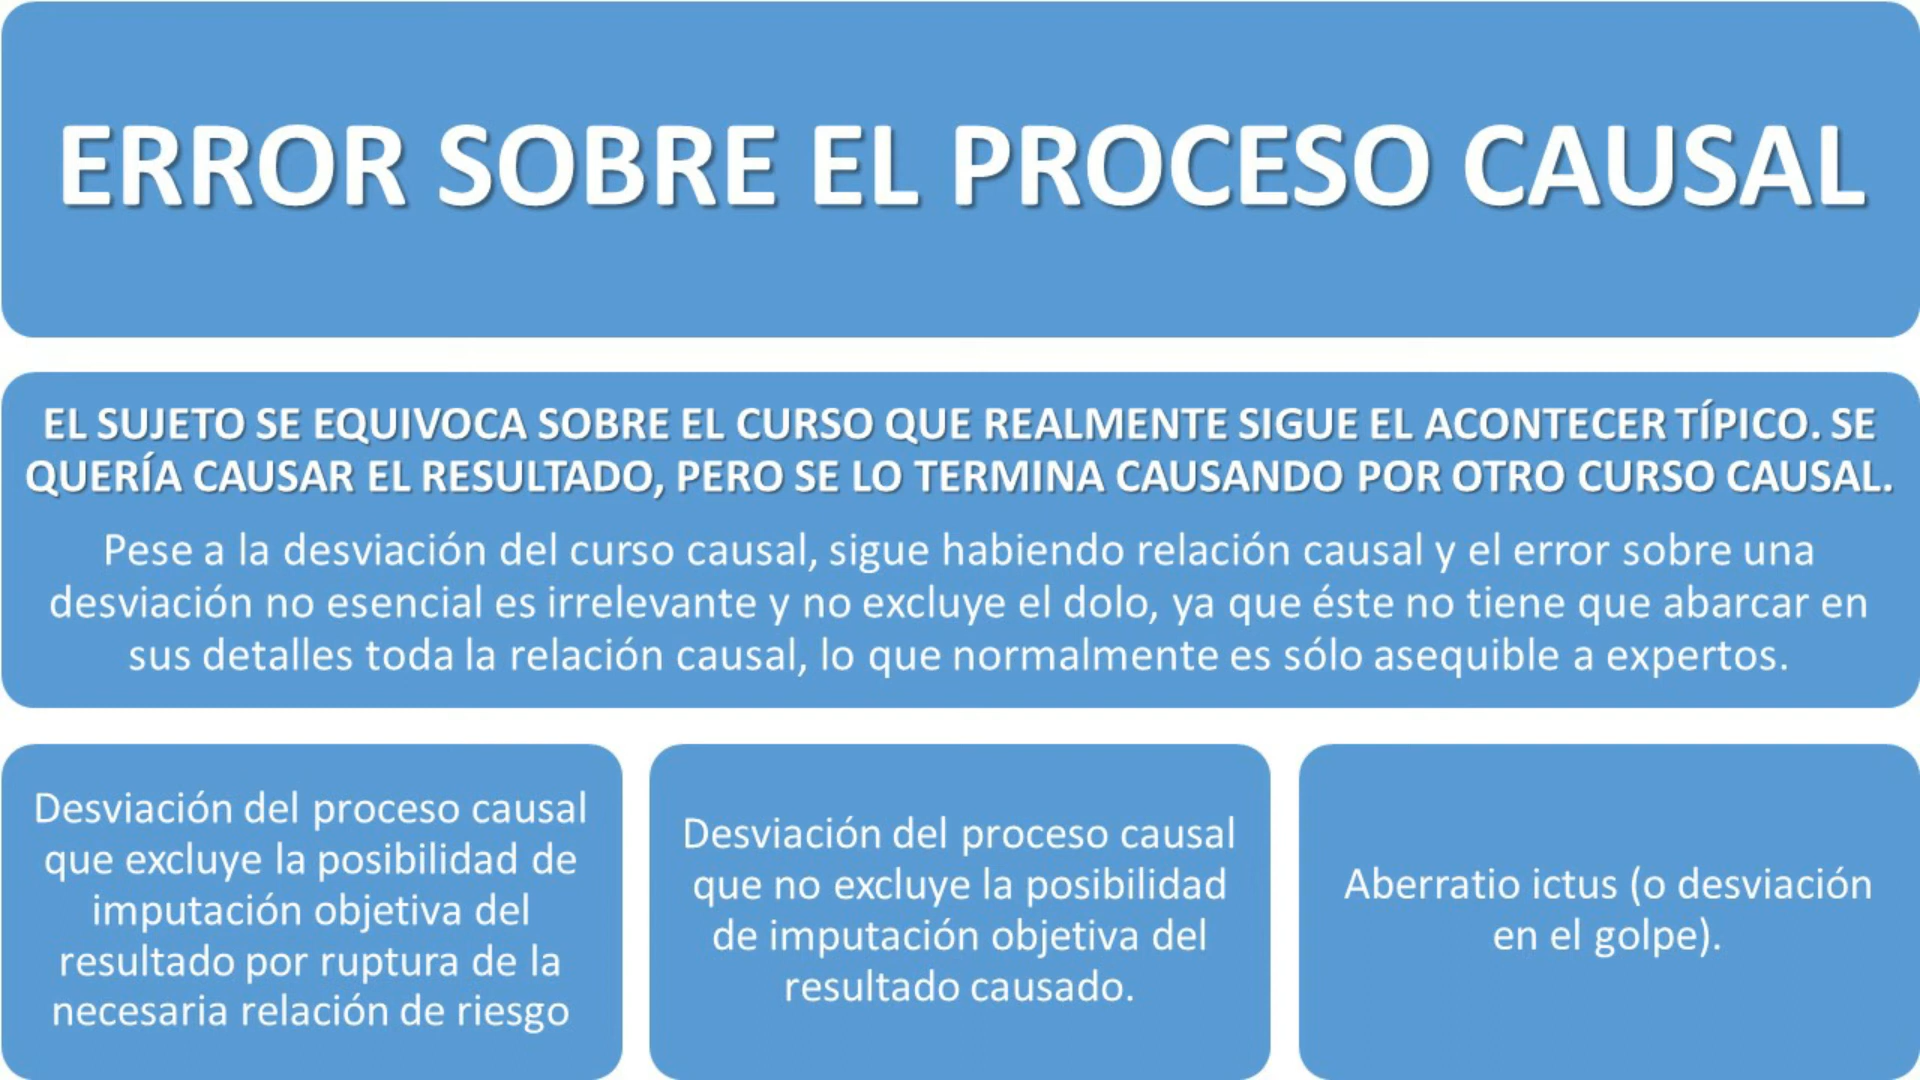 ERROR SOBRE EL PROCESO CAUSAL
EL SUJETO SE EQUIVOCA SOBRE EL CURSO QUE REALMENTE SIGUE EL ACONTECER TÍPICO. SE
QUERÍA CAUSAR EL RESULTADO, PERO SE LO TERMINA CAUSANDO POR OTRO CURSO CAUSAL.
Pese a la desviación del curso causal, sigue habiendo relación causal y el error sobre una
desviación no esencial es irrelevante y no excluye el dolo, ya que éste no tiene que abarcar en
sus detalles toda la relación causal, lo que normalmente es sólo asequible a expertos.
Desviación del proceso causal
que excluye la posibilidad de
imputación objetiva del
resultado por ruptura de la
necesaria relación de riesgo
Desviación del proceso causal
que no excluye la posibilidad
de imputación objetiva del
resultado causado.
Aberratio ictus (o desviación
en el golpe).